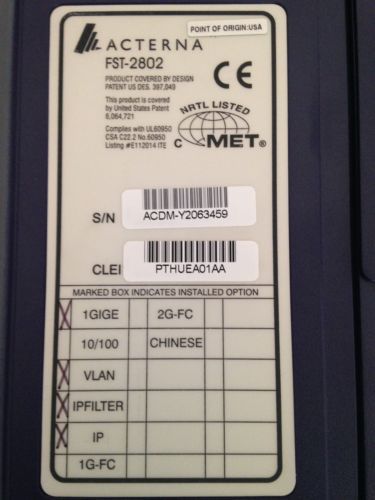 POINT OF ORIGIN:USA
ACTERNA
FST-2802
PRODUCT COVERED BY DESIGN
PATENT US DES. 397,049
This product is covered
by United States Patent
6,064,721
Complies with UL60950
CSA C22.2 No.60950
Listing #E112014 ITE
CE
NRTL LISTED
C MET®
S/N ACDM-Y2063459
CLEI PTHUEA01AA
MARKED BOX INDICATES INSTALLED OPTION
X 1GIGE 2G-FC
10/100 CHINESE
X VLAN
X IPFILTER
X IP
1G-FC